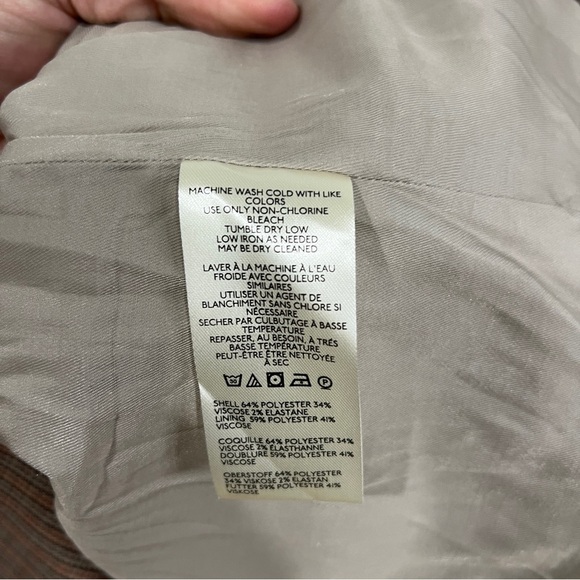 MACHINE WASH COLD WITH LIKE
COLORS
USE ONLY NON-CHLORINE
BLEACH
TUMBLE DRY LOW
LOW IRON AS NEEDED
MAY BE DRY CLEANED
LAVER À LA MACHINE À L'EAU
FROIDE AVEC COULEURS
SIMILAIRES
UTILISER UN AGENT DE
BLANCHIMENT SANS CHLORE SI
NÉCESSAIRE
SECHER PAR CULBUTAGE À BASSE
TEMPERATURE
REPASSER, AU BESOIN, À TRÉS
BASSE TEMPÉRATURE
PEUT-ÊTRE ÊTRE NETTOYÉE
À SEC
30 P
SHELL 64% POLYESTER 34%
VISCOSE 2% ELASTANE
LINING 59% POLYESTER 41%
VISCOSE
COQUILLE 64% POLYESTER 34%
VISCOSE 2% ÉLASTHANNE
DOUBLURE 59% POLYESTER 41%
VISCOSE
OBERSTOFF 64% POLYESTER
34% VISKOSE 2% ELASTAN
FUTTER 59% POLYESTER 41%
VISKOSE